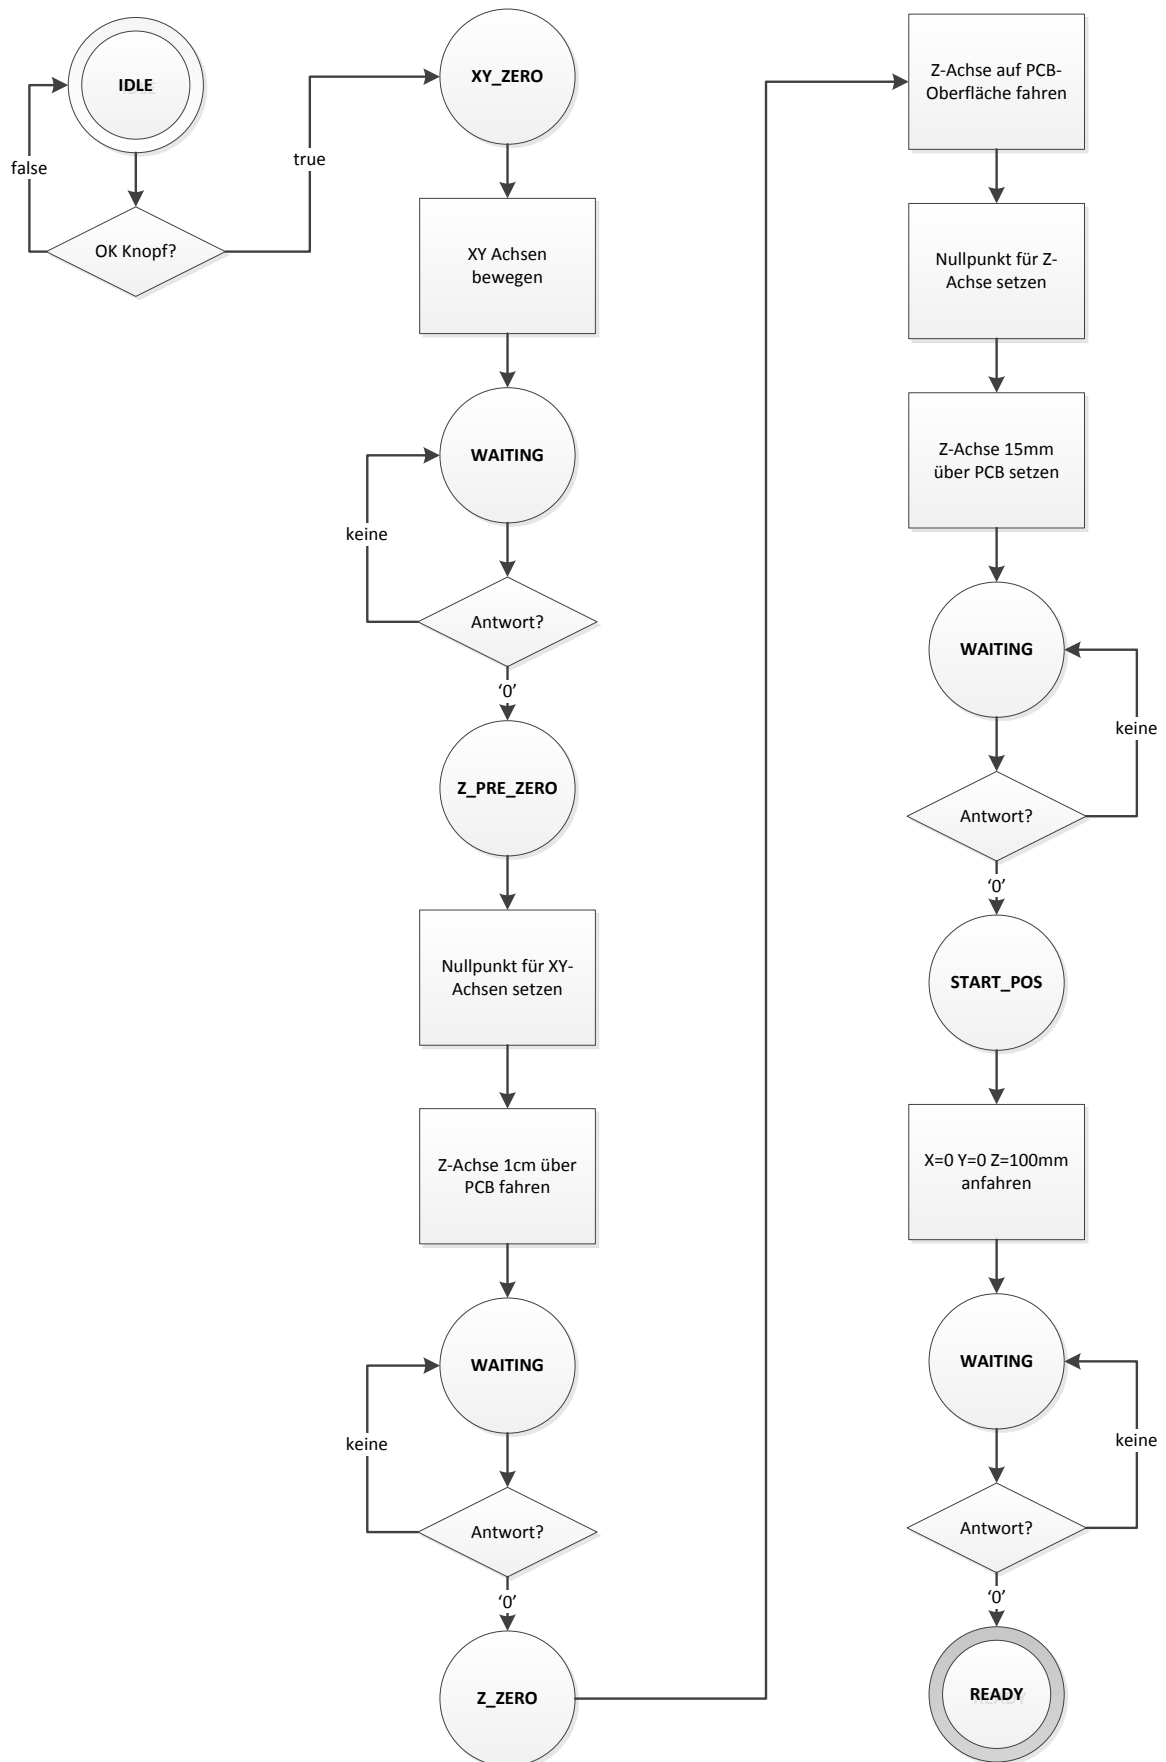 IDLE
false
OK Knopf?
true
XY_ZERO
XY Achsen
bewegen
WAITING
keine
Antwort?
‘0’
Z_PRE_ZERO
Nullpunkt für XY-
Achsen setzen
Z-Achse 1cm über
PCB fahren
WAITING
keine
Antwort?
‘0’
Z_ZERO
Z-Achse auf PCB-
Oberfläche fahren
Nullpunkt für Z-
Achse setzen
Z-Achse 15mm
über PCB setzen
WAITING
keine
Antwort?
‘0’
START_POS
X=0 Y=0 Z=100mm
anfahren
WAITING
keine
Antwort?
‘0’
READY